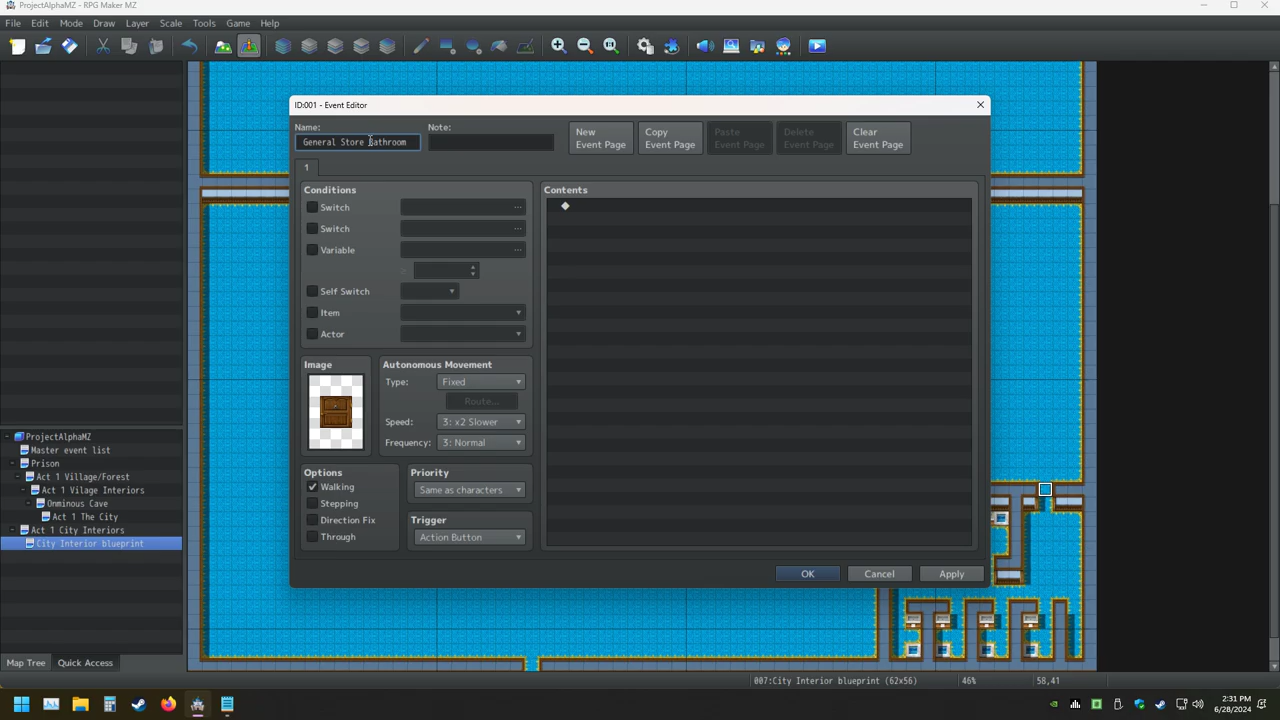 ProjectAlphaMZ - RPG Maker MZ
File Edit Mode Draw Layer Scale Tools Game Help
ID:001 - Event Editor
Name: Note:
General Store Bathroom
New Event Page
Copy Event Page
Paste Event Page
Delete Event Page
Clear Event Page
1
Conditions
Switch ...
Switch ...
Variable ...
≥
Self Switch
Item
Actor
Image
Autonomous Movement
Type: Fixed
Route...
Speed: 3: x2 Slower
Frequency: 3: Normal
Options
Walking
Stepping
Direction Fix
Through
Priority
Same as characters
Trigger
Action Button
Contents
OK Cancel Apply
ProjectAlphaMZ
Master event list
Prison
Act 1 Village/Forest
Act 1 Vilage Interiors
Onminous Cave
Act 1 The City
Act 1 City Interiors
City Interior blueprint
Map Tree Quick Access
007:City Interior blueprint (62x56) 46% 58,41
2:31 PM
6/28/2024